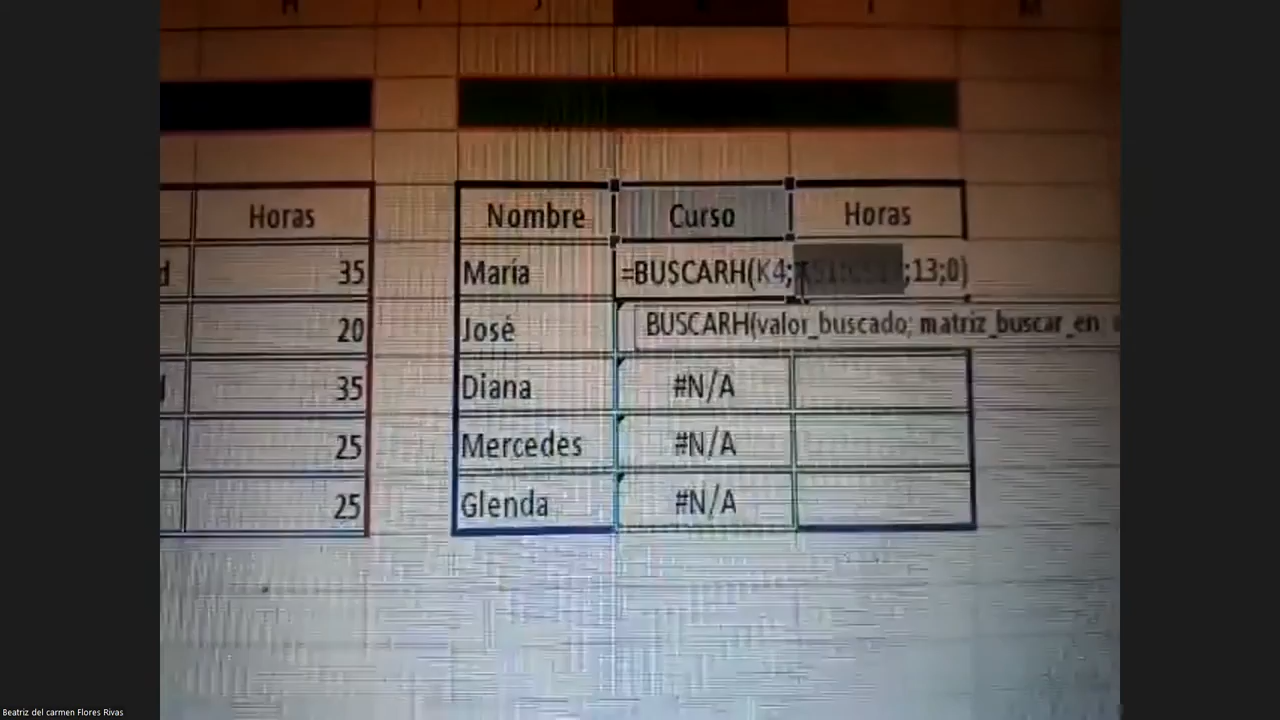 Horas
Nombre
Curso
Horas
35
María
=BUSCARH(K4; ;13;0)
20
José
BUSCARH(valor_buscado; matriz_buscar_en
35
Diana
#N/A
25
Mercedes
#N/A
25
Glenda
#N/A
Beatriz del carmen Flores Rivas